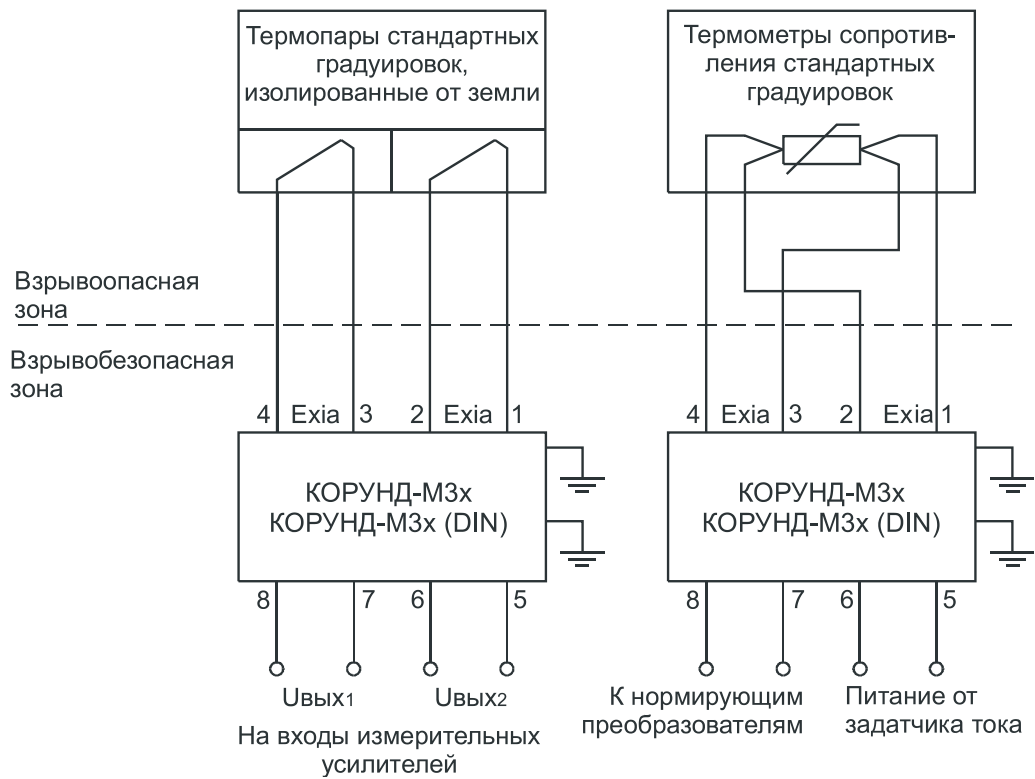 Термопары стандартных
градуировок,
изолированные от земли
Термометры сопротив-
ления стандартных
градуировок
Взрывоопасная
зона
Взрывобезопасная
зона
4 Exia 3 2 Exia 1
4 Exia 3 2 Exia 1
КОРУНД-М3х
КОРУНД-М3х (DIN)
КОРУНД-М3х
КОРУНД-М3х (DIN)
8 7 6 5
8 7 6 5
Uвых1 Uвых2
На входы измерительных
усилителей
К нормирующим
преобразователям
Питание от
задатчика тока